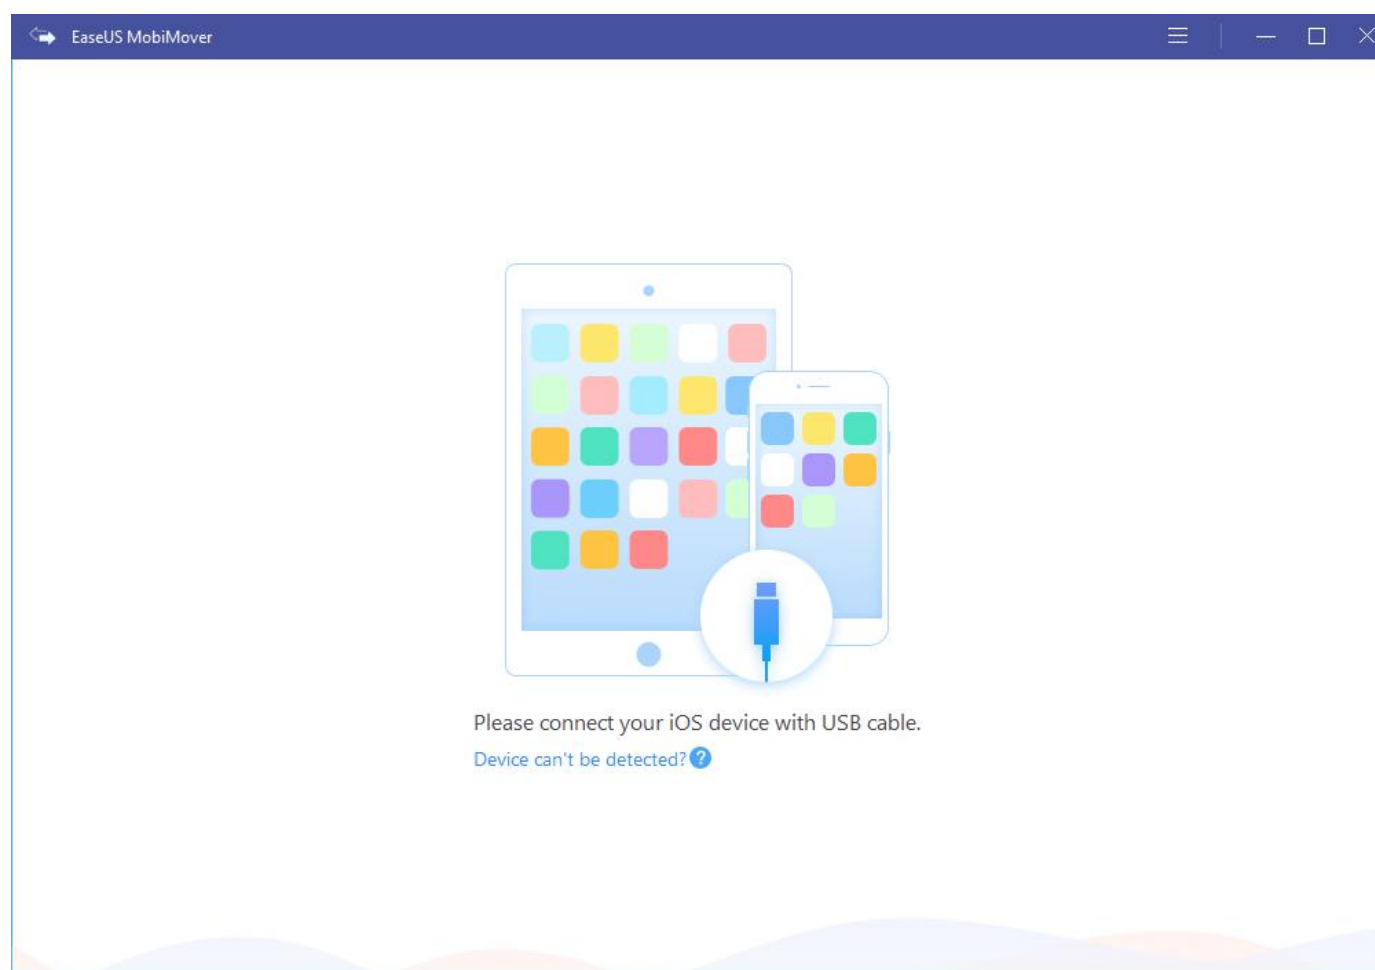 EaseUS MobiMover
Please connect your iOS device with USB cable.
Device can't be detected??